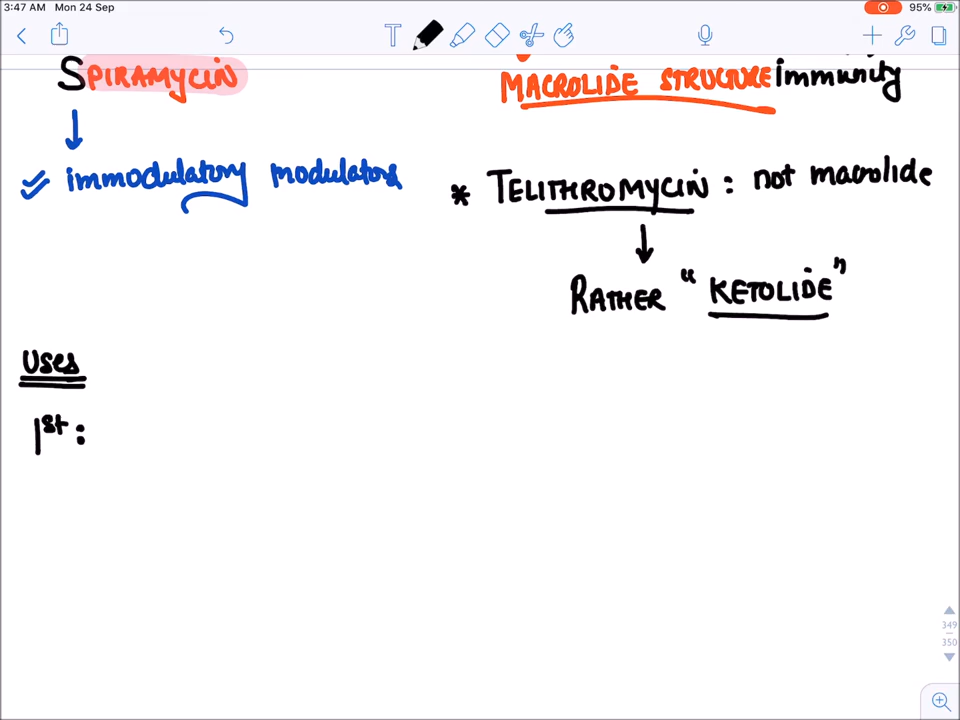 3:47 AM Mon 24 Sep
95%
T
SPIRAMYCIN
immodulatory modulators
MACROLIDE STRUCTURE immunity
* TELITHROMYCIN : not macrolide
RATHER "KETOLIDE"
Uses
1st :
349
350